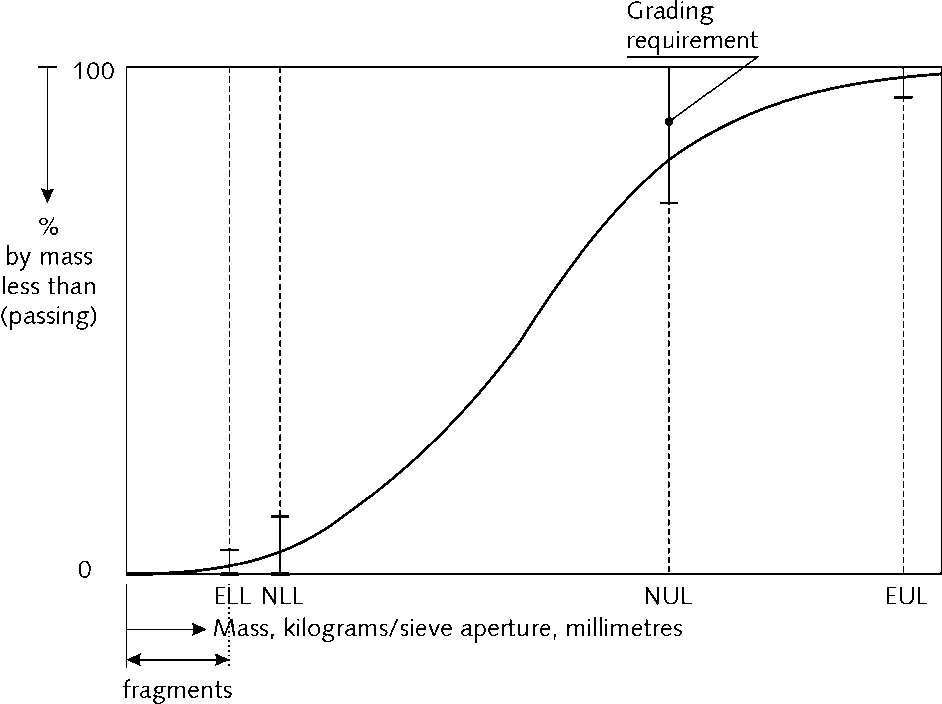 Grading
requirement
100
%
by mass
less than
(passing)
0
ELL NLL NUL EUL
Mass, kilograms/sieve aperture, millimetres
fragments